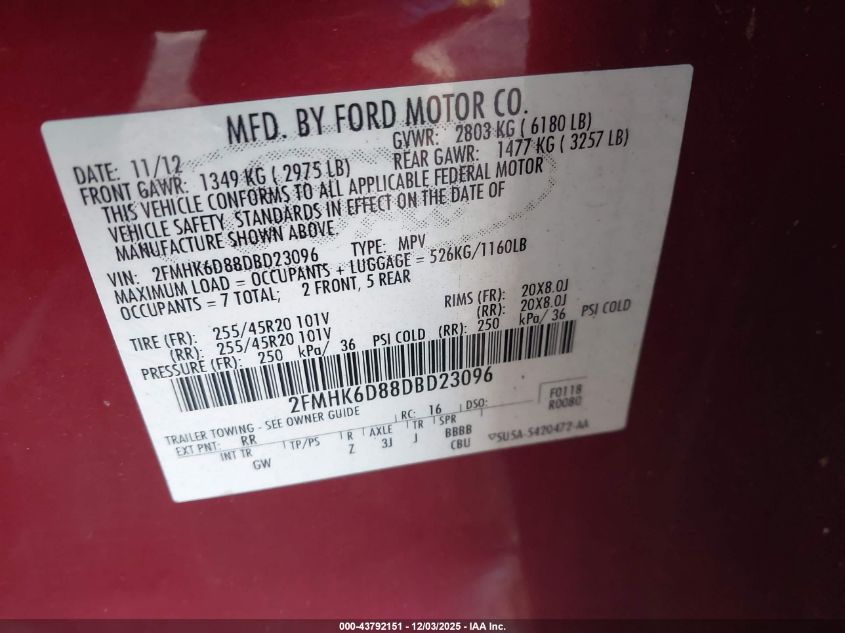 MFD. BY FORD MOTOR CO.
DATE: 11/12 GVWR: 2803 KG ( 6180 LB)
FRONT GAWR: 1349 KG ( 2975 LB) REAR GAWR: 1477 KG ( 3257 LB)
THIS VEHICLE CONFORMS TO ALL APPLICABLE FEDERAL MOTOR
VEHICLE SAFETY STANDARDS IN EFFECT ON THE DATE OF
MANUFACTURE SHOWN ABOVE.
VIN: 2FMHK6D88DBD23096 TYPE: MPV
MAXIMUM LOAD = OCCUPANTS + LUGGAGE = 526KG/1160LB
OCCUPANTS = 7 TOTAL; 2 FRONT, 5 REAR
TIRE (FR): 255/45R20 101V RIMS (FR): 20X8.0J
(RR): 255/45R20 101V (RR): 20X8.0J
PRESSURE (FR): 250 kPa/ 36 PSI COLD (RR): 250 kPa/ 36 PSI COLD
2FMHK6D88DBD23096
F0118
R0080
TRAILER TOWING - SEE OWNER GUIDE RC: 16 DSO:
EXT PNT: RR INT TR TP/PS R AXLE TR SPR
GW Z 3J J BBBB
CBU
5U5A-5420472-AA
000-43792151 - 12/03/2025 - IAA Inc.